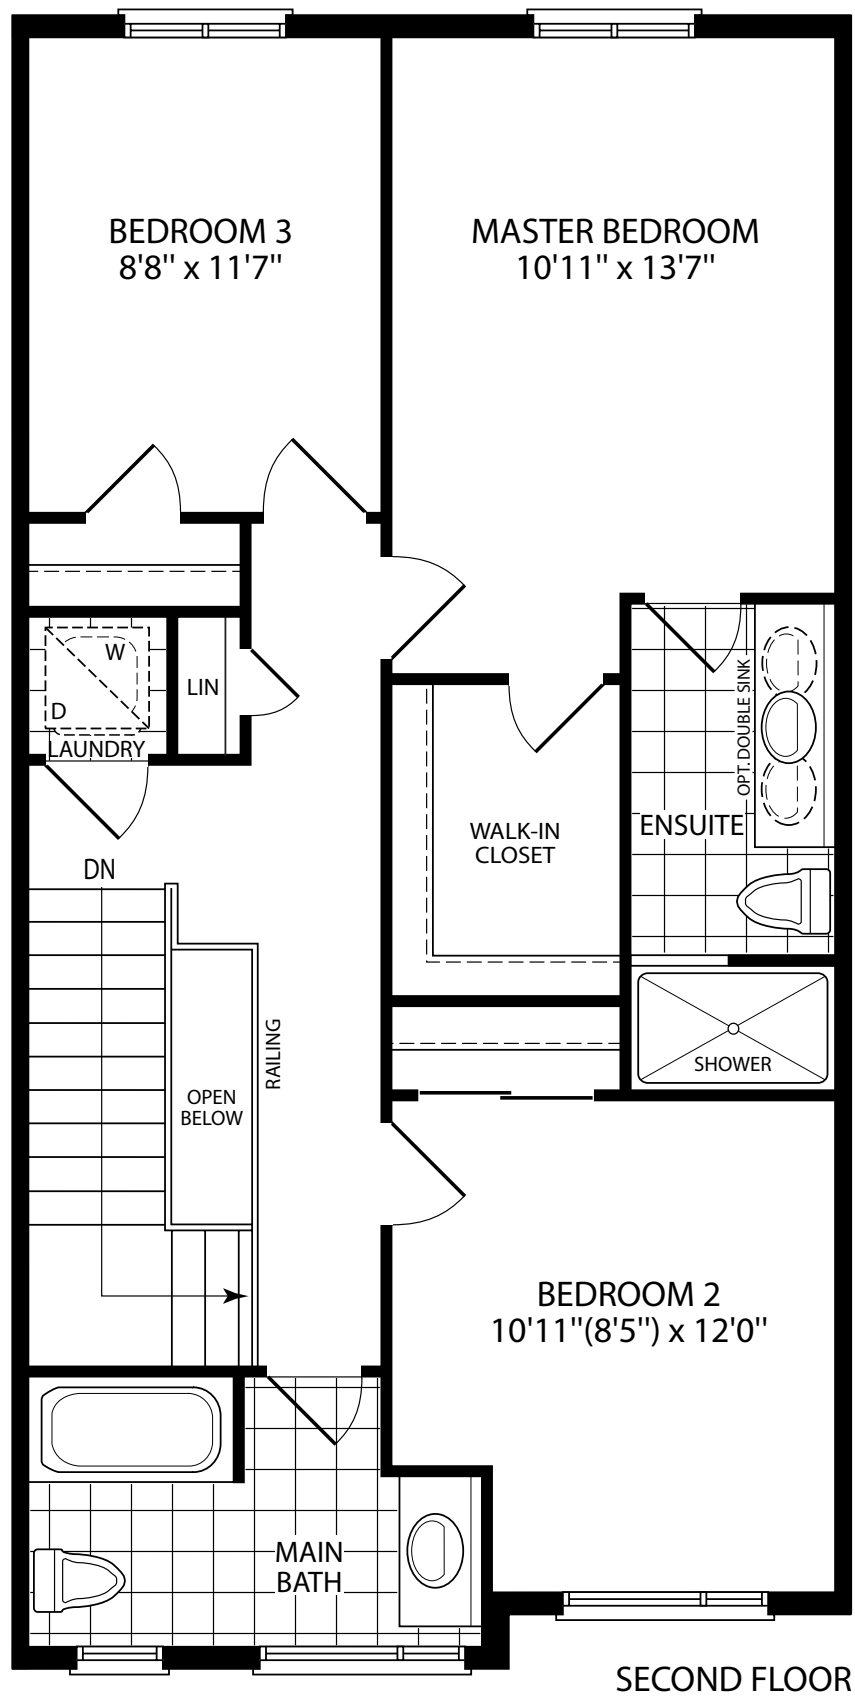 BEDROOM 3
8'8" x 11'7"
MASTER BEDROOM
10'11" x 13'7"
W
D
LAUNDRY
LIN
OPT. DOUBLE SINK
ENSUITE
WALK-IN
CLOSET
DN
RAILING
OPEN
BELOW
SHOWER
BEDROOM 2
10'11"(8'5") x 12'0"
MAIN
BATH
SECOND FLOOR